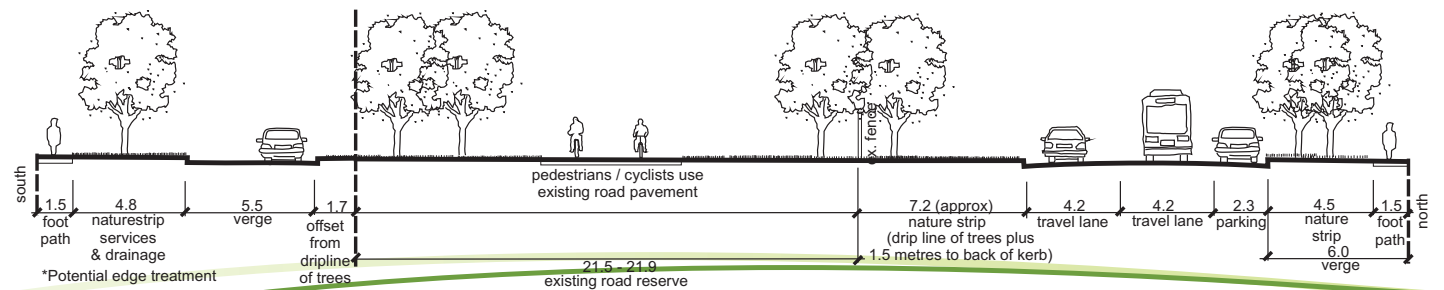 ex. fence
pedestrians / cyclists use
existing road pavement
south
1.5
foot
path
4.8
naturestrip
services
& drainage
5.5
verge
1.7
offset
from
dripline
of trees
7.2 (approx)
nature strip
(drip line of trees plus
1.5 metres to back of kerb)
4.2
travel lane
4.2
travel lane
2.3
parking
4.5
nature
strip
1.5
foot
path
north
6.0
verge
*Potential edge treatment
21.5 - 21.9
existing road reserve